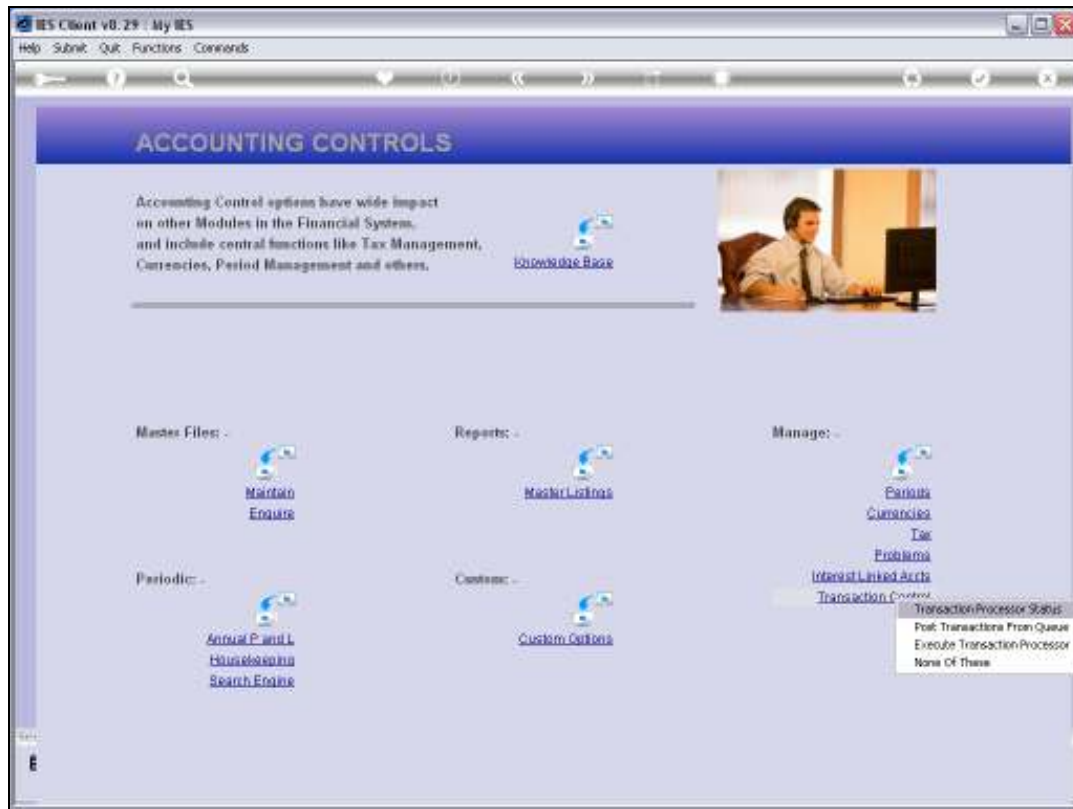 IES Client v0.29 : My IES
Help Submit Quit Functions Commands
ACCOUNTING CONTROLS
Accounting Control options have wide impact
on other Modules in the Financial System,
and include central functions like Tax Management,
Currencies, Period Management and others.
Knowledge Base
Master Files: -
Maintain
Enquire
Reports: -
Master Listings
Manage: -
Periods
Currencies
Tax
Problems
Interest Linked Accts
Transaction Control
Transaction Processor Status
Post Transactions From Queue
Execute Transaction Processor
None Of These
Periodic: -
Annual P and L
Housekeeping
Search Engine
Custom: -
Custom Options